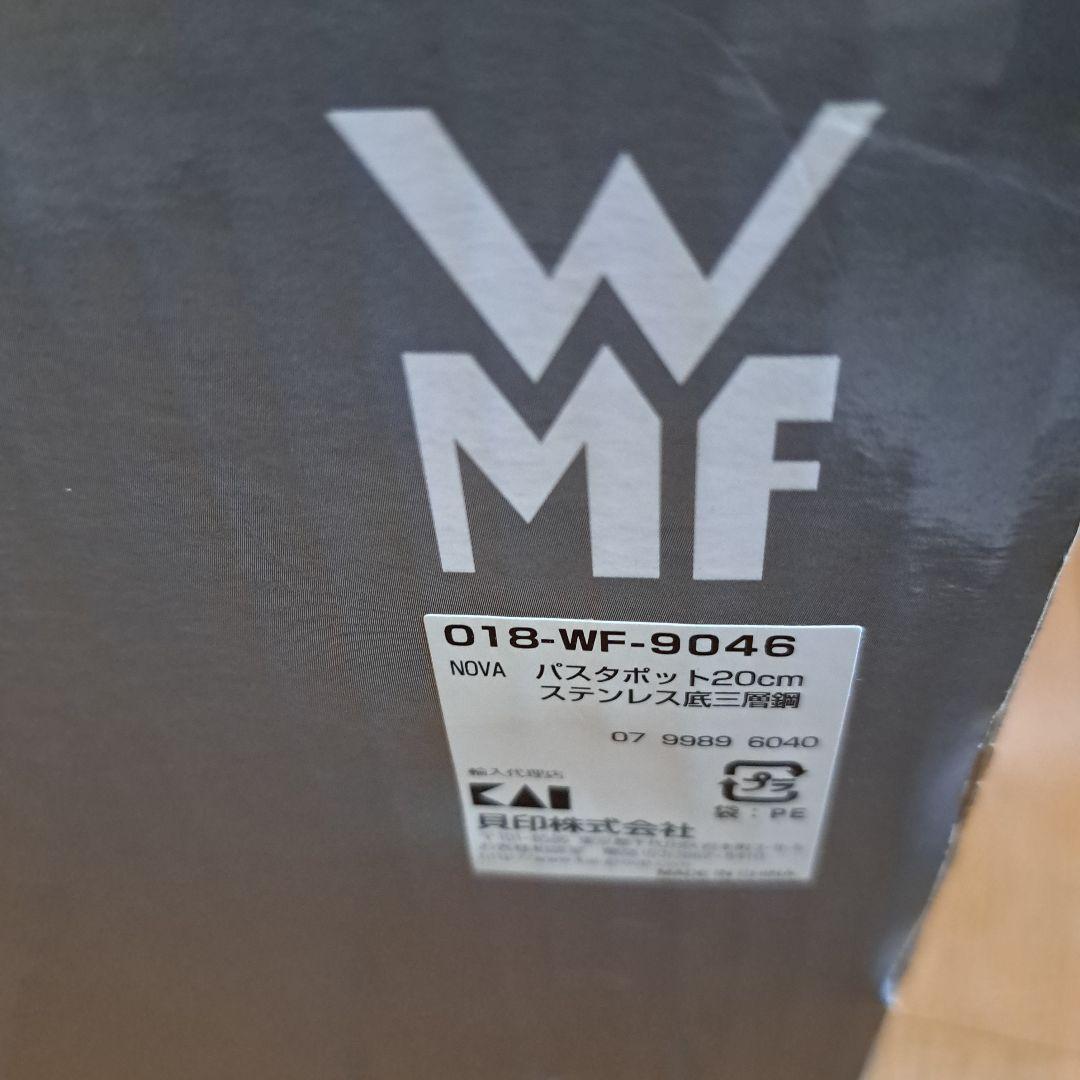 WMF
018-WF-9046
NOVA パスタポット20cm
ステンレス底三層鋼
07 9989 6040
輸入代理店
プラ
KAI
袋：PE
貝印株式会社
MADE IN CHINA